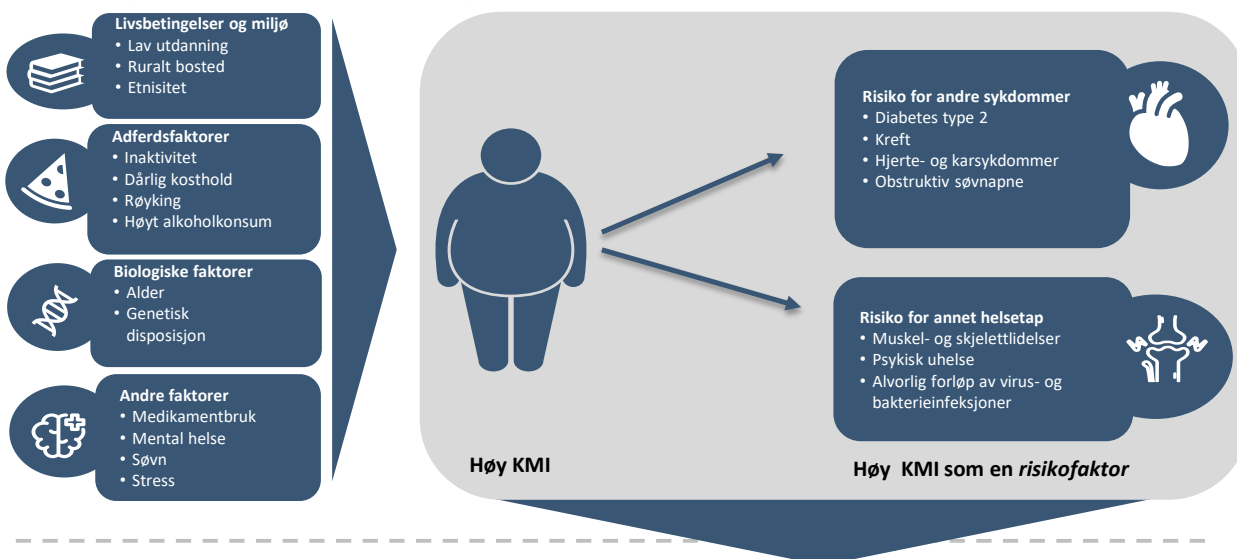 Livsbetingelser og miljø
• Lav utdanning
• Ruralt bosted
• Etnisitet
Adferdsfaktorer
• Inaktivitet
• Dårlig kosthold
• Røyking
• Høyt alkoholkonsum
Biologiske faktorer
• Alder
• Genetisk
disposisjon
Andre faktorer
• Medikamentbruk
• Mental helse
• Søvn
• Stress
Høy KMI
Risiko for andre sykdommer
• Diabetes type 2
• Kreft
• Hjerte- og karsykdommer
• Obstruktiv søvnapne
Risiko for annet helsetap
• Muskel- og skjelettlidelser
• Psykisk uhelse
• Alvorlig forløp av virus- og
bakterieinfeksjoner
Høy KMI som en risikofaktor